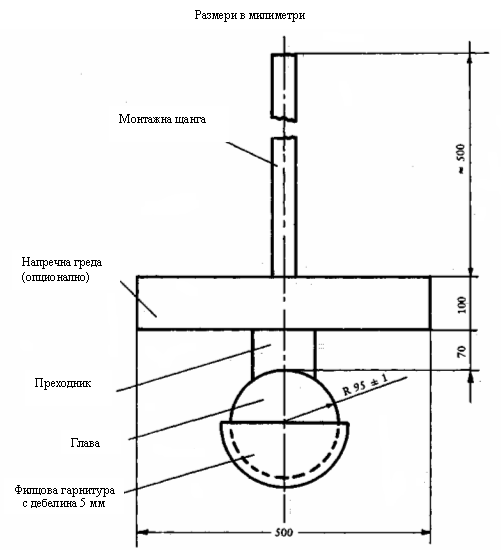 Размери в милиметри
Монтажна щанга
≈ 500
Напречна греда
(опционално)
100
70
Преходник
R 95 ± 1
Глава
Филцова гарнитура
с дебелина 5 мм
500